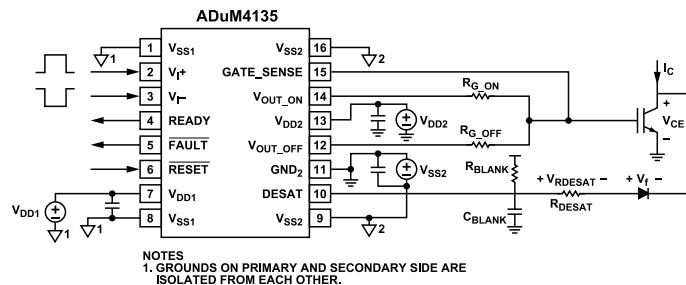 ADuM4135
1 VSS1
2 VI+
3 VI–
4 READY
5 FAULT
6 RESET
7 VDD1
8 VSS1
VSS2 16
GATE_SENSE 15
VOUT_ON 14
VDD2 13
VOUT_OFF 12
GND2 11
DESAT 10
VSS2 9
1
VDD1
1
1
2
VDD2
VSS2
2
RG_ON
RG_OFF
RBLANK
CBLANK
+ VRDESAT –
RDESAT
+ Vf –
IC
+
VCE
–
NOTES
1. GROUNDS ON PRIMARY AND SECONDARY SIDE ARE
ISOLATED FROM EACH OTHER.